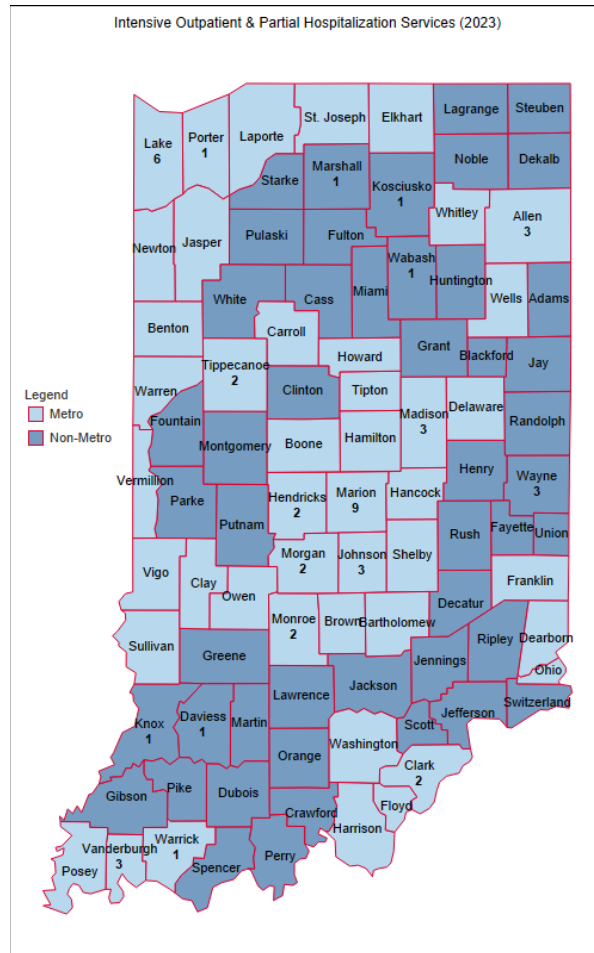 Intensive Outpatient & Partial Hospitalization Services (2023)
Lagrange
Steuben
St. Joseph
Elkhart
Laporte
Porter
1
Lake
6
Noble
Dekalb
Marshall
1
Starke
Kosciusko
1
Whitley
Allen
3
Newton
Jasper
Pulaski
Fulton
Wabash
1
Huntington
Miami
White
Cass
Wells
Adams
Benton
Carroll
Grant
Blackford
Jay
Howard
Tippecanoe
2
Warren
Clinton
Tipton
Legend
Metro
Non-Metro
Fountain
Madison
3
Delaware
Randolph
Montgomery
Boone
Hamilton
Vermillion
Henry
Wayne
3
Parke
Hendricks
2
Marion
9
Hancock
Putnam
Rush
Fayette
Union
Morgan
2
Johnson
3
Shelby
Vigo
Clay
Owen
Franklin
Decatur
Monroe
2
Brown
Bartholomew
Sullivan
Greene
Ripley
Dearborn
Ohio
Jennings
Lawrence
Jackson
Switzerland
Jefferson
Knox
1
Daviess
1
Martin
Scott
Washington
Orange
Clark
2
Gibson
Pike
Dubois
Floyd
Crawford
Harrison
Warrick
1
Vanderburgh
3
Posey
Spencer
Perry